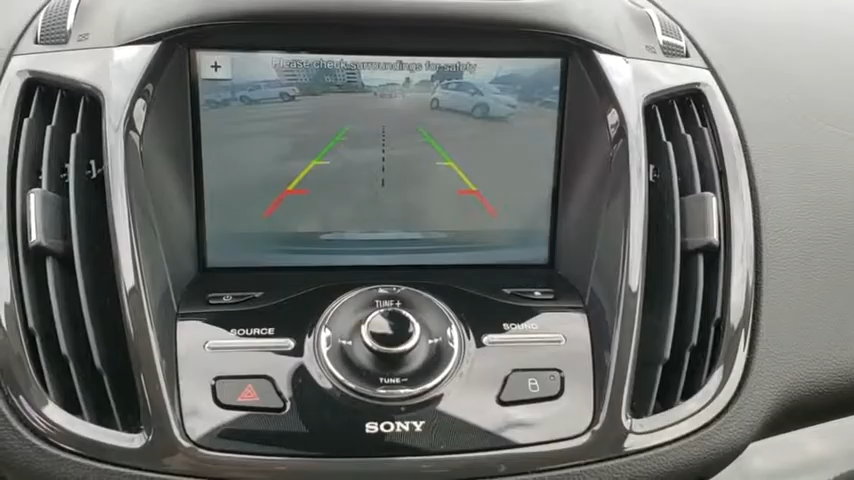 Please check surroundings for safety
TUNE+
SOURCE
SOUND
TUNE−
SONY